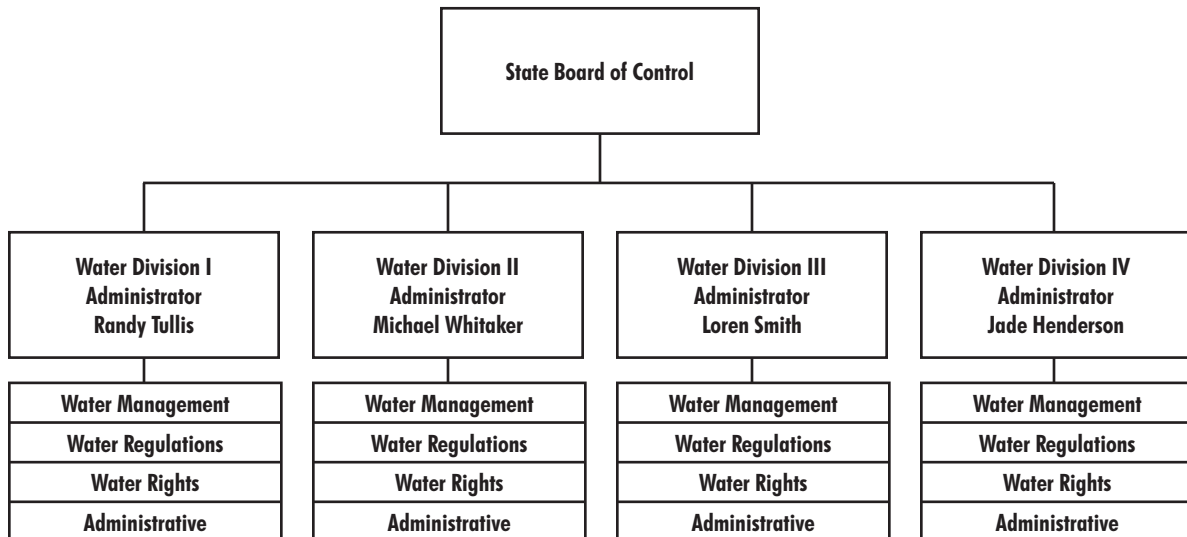 State Board of Control
Water Division I
Administrator
Randy Tullis
Water Division II
Administrator
Michael Whitaker
Water Division III
Administrator
Loren Smith
Water Division IV
Administrator
Jade Henderson
Water Management
Water Regulations
Water Rights
Administrative
Water Management
Water Regulations
Water Rights
Administrative
Water Management
Water Regulations
Water Rights
Administrative
Water Management
Water Regulations
Water Rights
Administrative